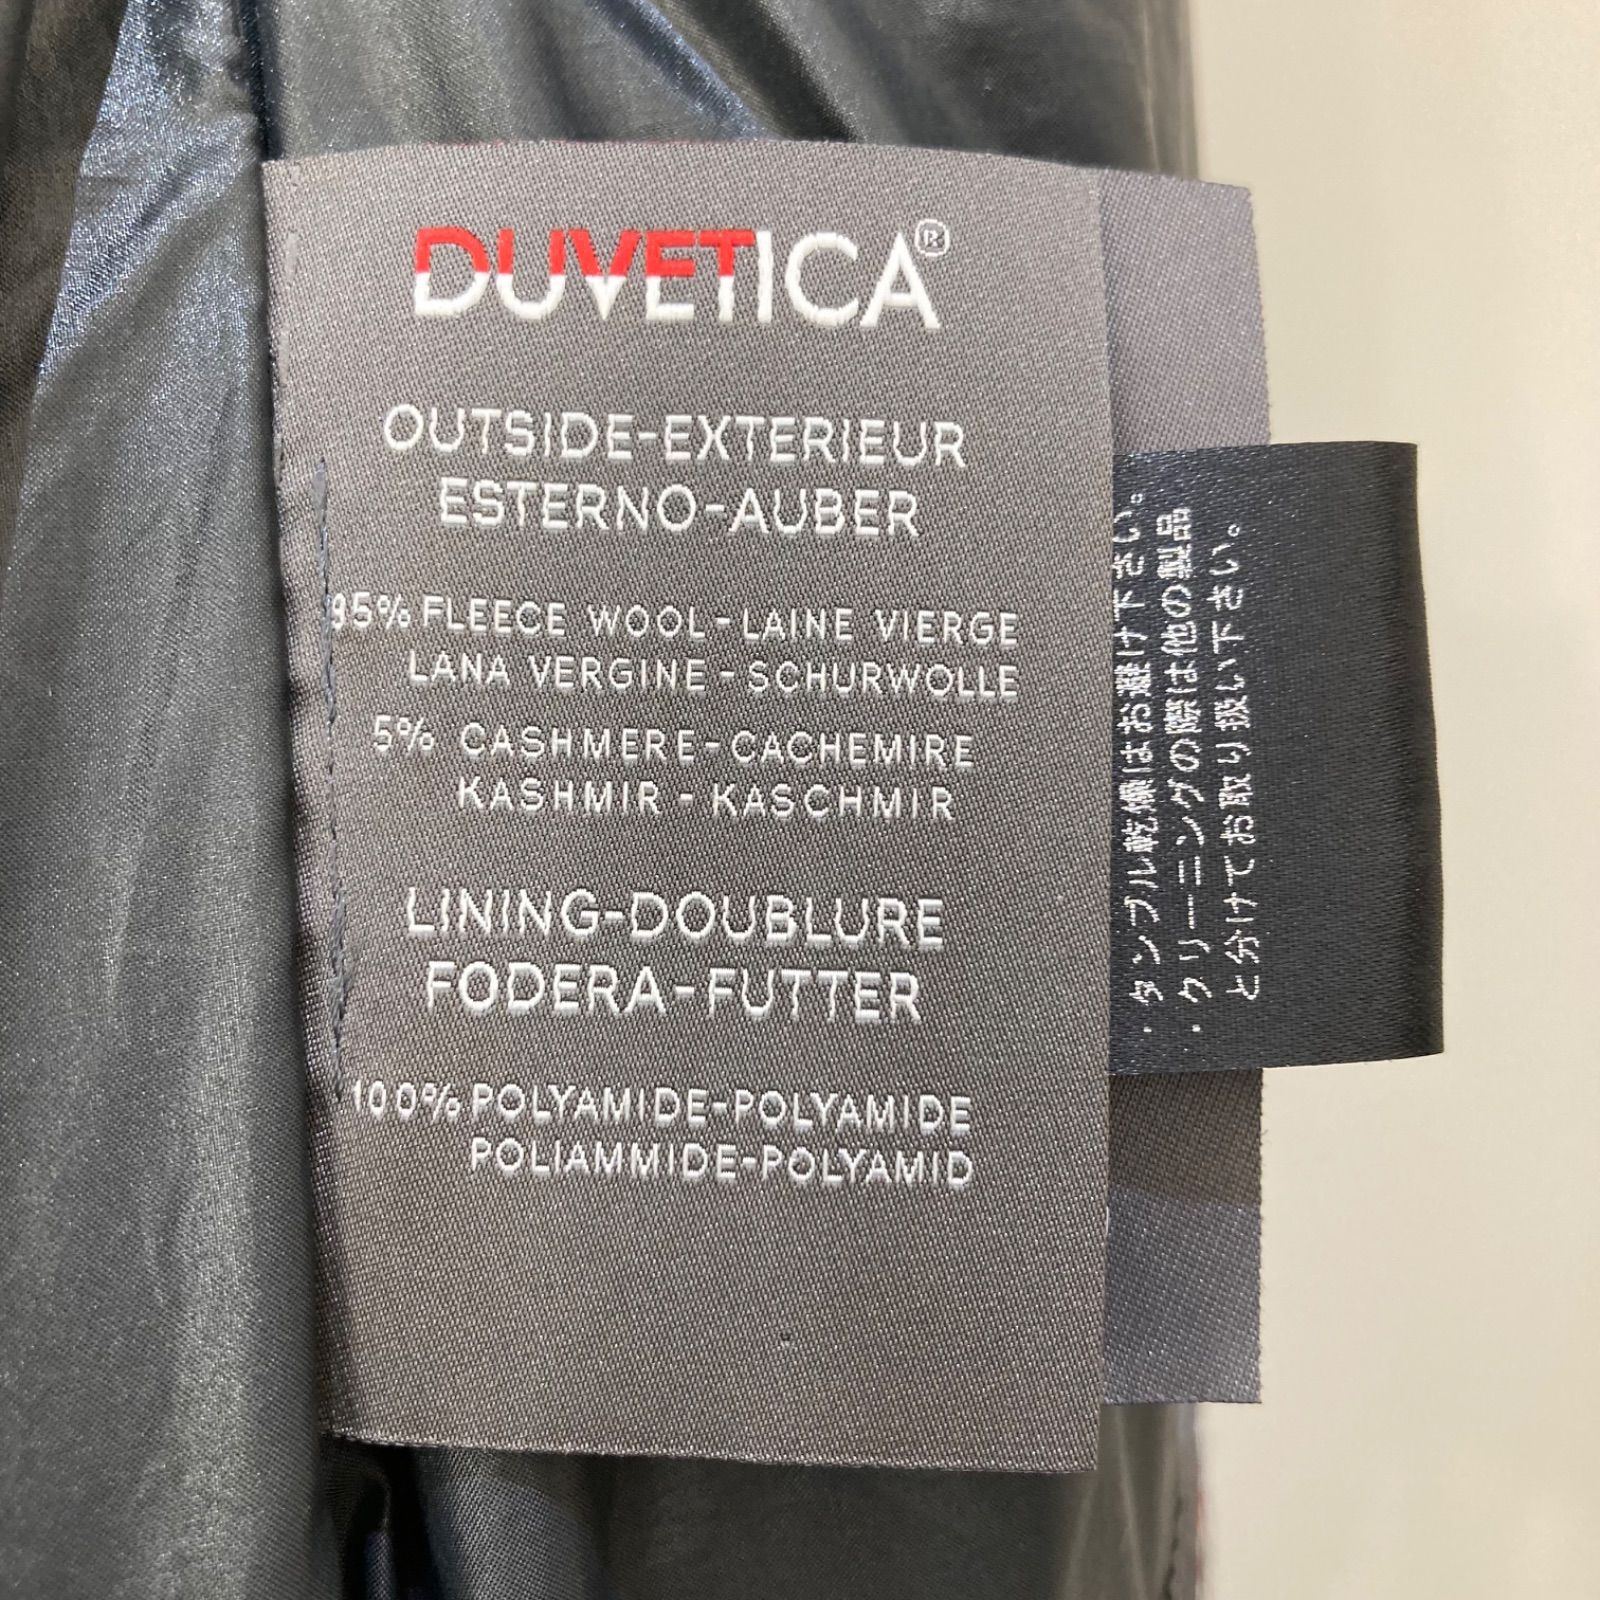 DUVETICA®
OUTSIDE-EXTERIEUR
ESTERNO-AUBER
95% FLEECE WOOL-LAINE VIERGE
LANA VERGINE-SCHURWOLLE
5% CASHMERE-CACHEMIRE
KASHMIR-KASCHMIR
LINING-DOUBLURE
FODERA-FUTTER
100% POLYAMIDE-POLYAMIDE
POLIAMMIDE-POLYAMID
・タンブル乾燥はお避け下さい。
・クリーニングの際は他の製品
と分けてお取り扱い下さい。